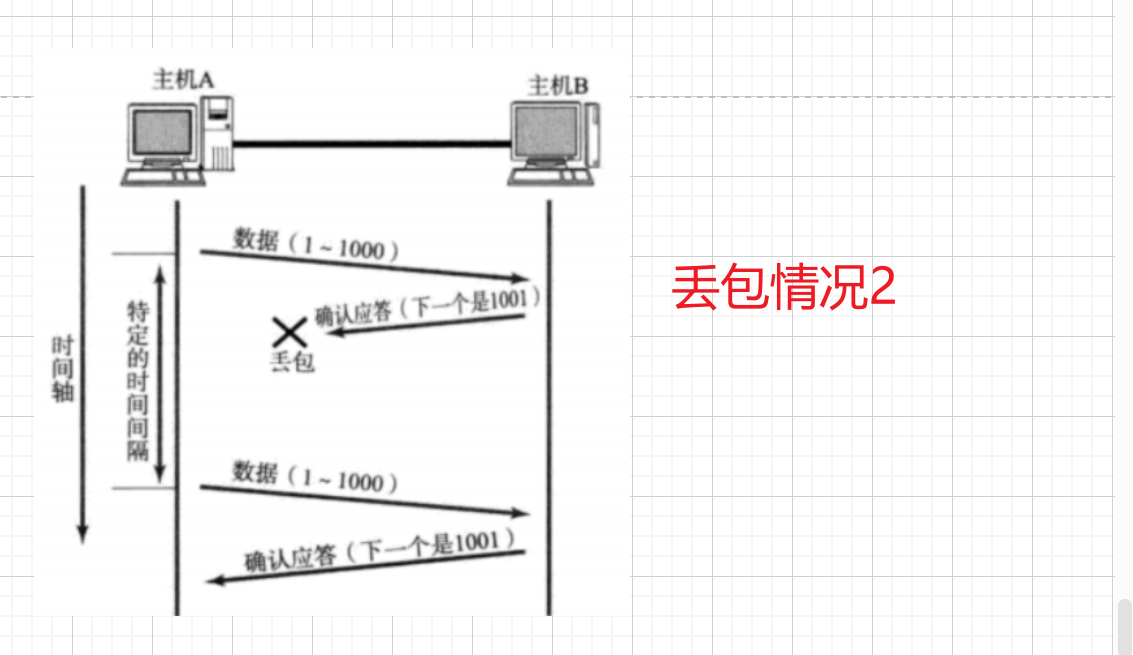 主机A
主机B
数据（1～1000）
确认应答（下一个是1001）
丢包
特定的时间间隔
时间轴
数据（1～1000）
确认应答（下一个是1001）
丢包情况2